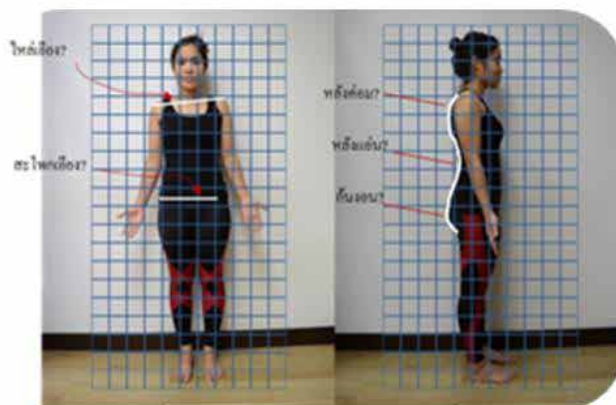 ไหล่เอียง?
สะโพกเอียง?
หลังค่อม?
หลังแอ่น?
ก้นงอน?